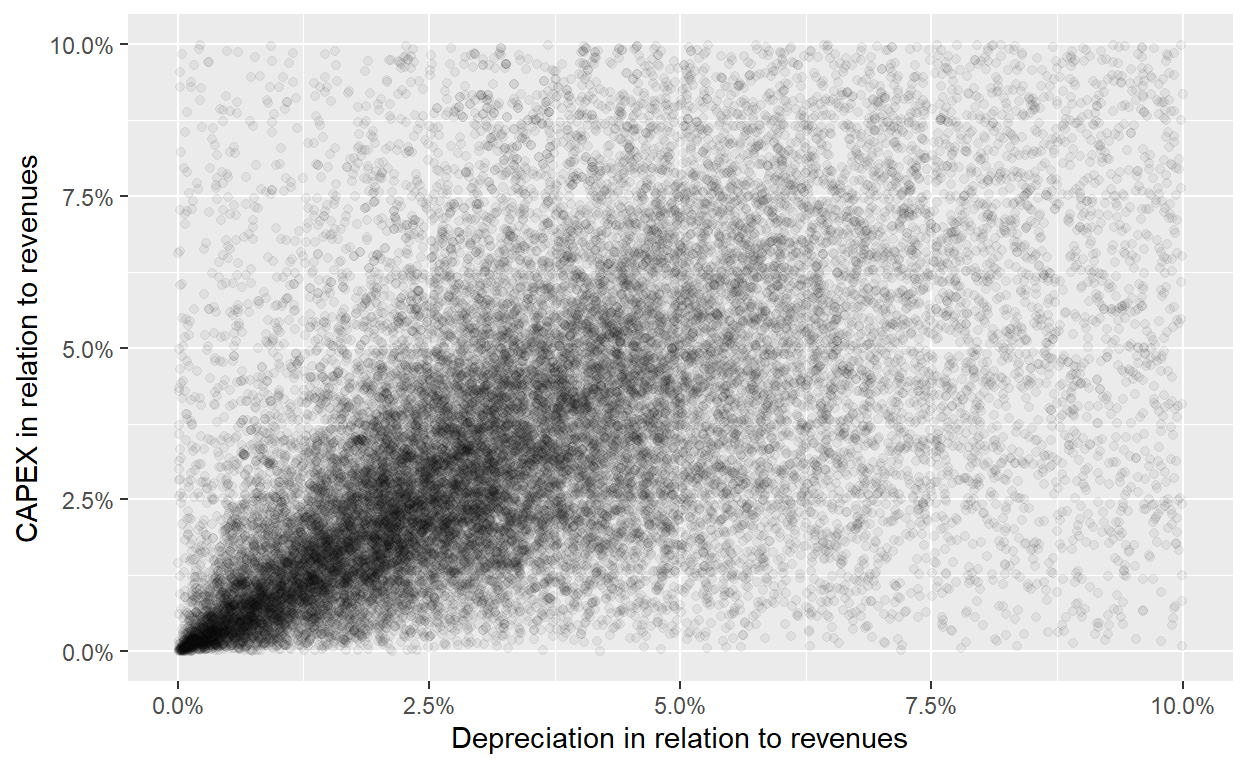 CAPEX in relation to revenues
10.0%
7.5%
5.0%
2.5%
0.0%
0.0% 2.5% 5.0% 7.5% 10.0%
Depreciation in relation to revenues